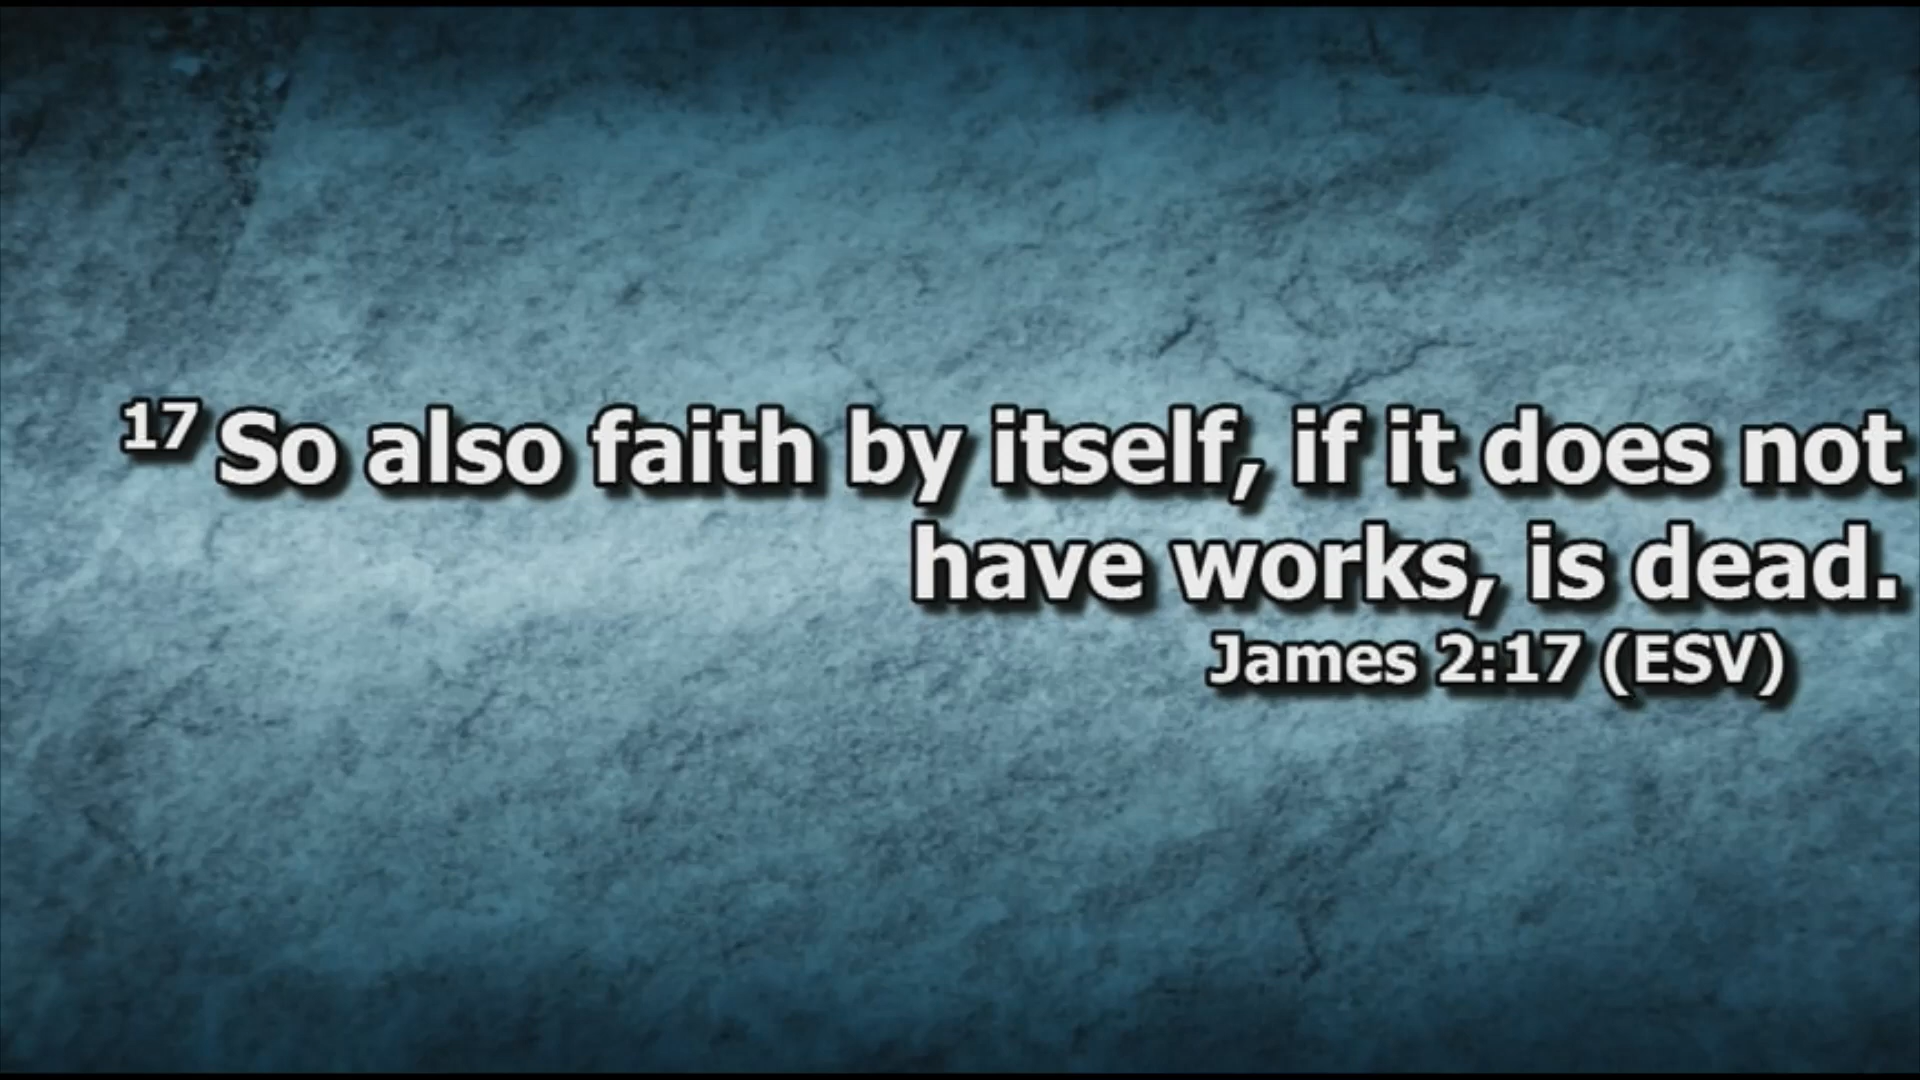 17 So also faith by itself, if it does not
have works, is dead.
James 2:17 (ESV)